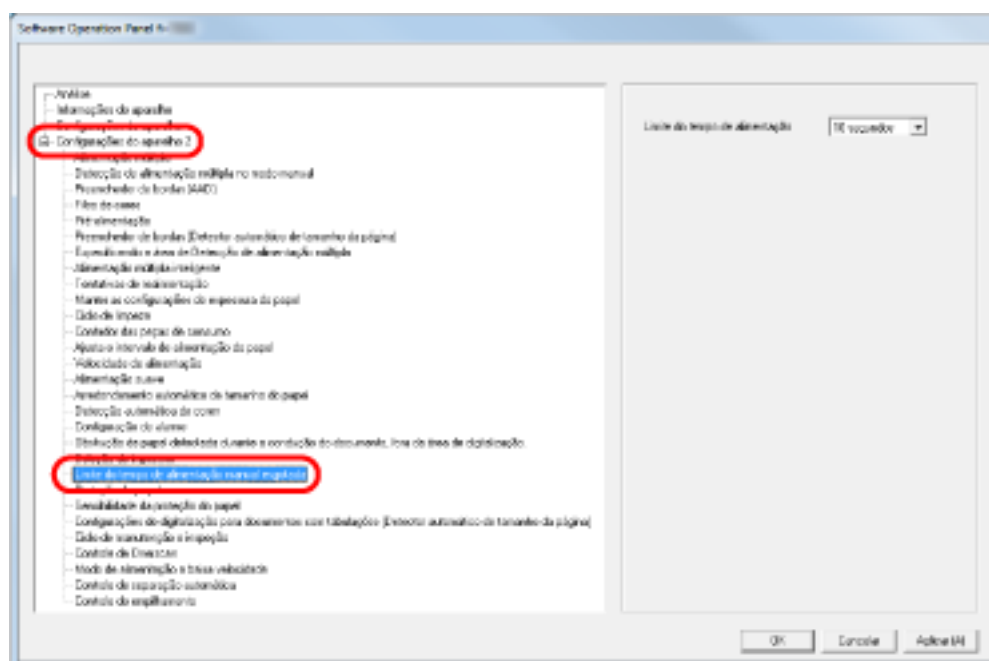 Software Operation Panel fi-
Análise
Informações do aparelho
Configurações do aparelho 2
Detecção de alimentação múltipla no modo manual
Preenchedor de bordas (AAD)
Filtro de cores
Pré-alimentação
Preenchedor de bordas [Detector automático de tamanho da página]
Especificando a área de Detecção de alimentação múltipla
Alimentação múltipla inteligente
Tentativas de realimentação
Manter as configurações de espessura do papel
Ciclo de limpeza
Contador das peças de consumo
Ajusta o intervalo de alimentação do papel
Velocidade de alimentação
Alimentação suave
Arredondamento automático do tamanho do papel
Detecção automática de cores
Configuração do alarme
Obstrução de papel detectada durante a condução do documento, fora da área de digitalização.
Limite do tempo de alimentação manual esgotado
Sensibilidade da proteção do papel
Configurações de digitalização para documentos com tabulações [Detector automático do tamanho da página]
Ciclo de manutenção e inspeção
Controle do Overscan
Modo de alimentação a baixa velocidade
Controle de separação automática
Controle do empilhamento
Limite do tempo de alimentação
10 segundos
OK
Cancelar
Aplicar(A)